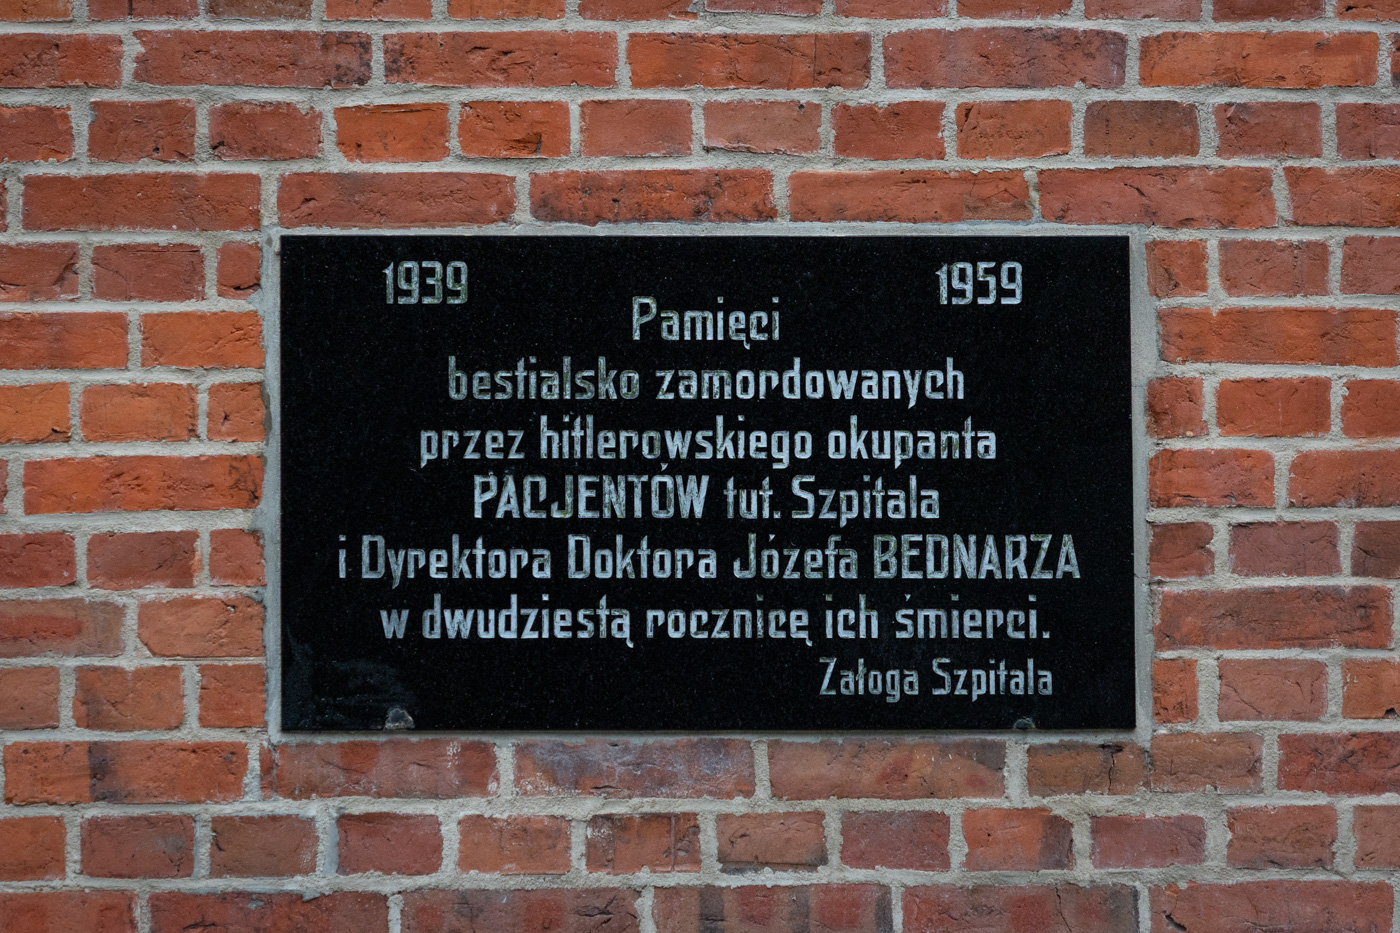 1939 1959
Pamięci
bestialsko zamordowanych
przez hitlerowskiego okupanta
PACJENTÓW tut. Szpitala
i Dyrektora Doktora Józefa BEDNARZA
w dwudziestą rocznicę ich śmierci.
Załoga Szpitala